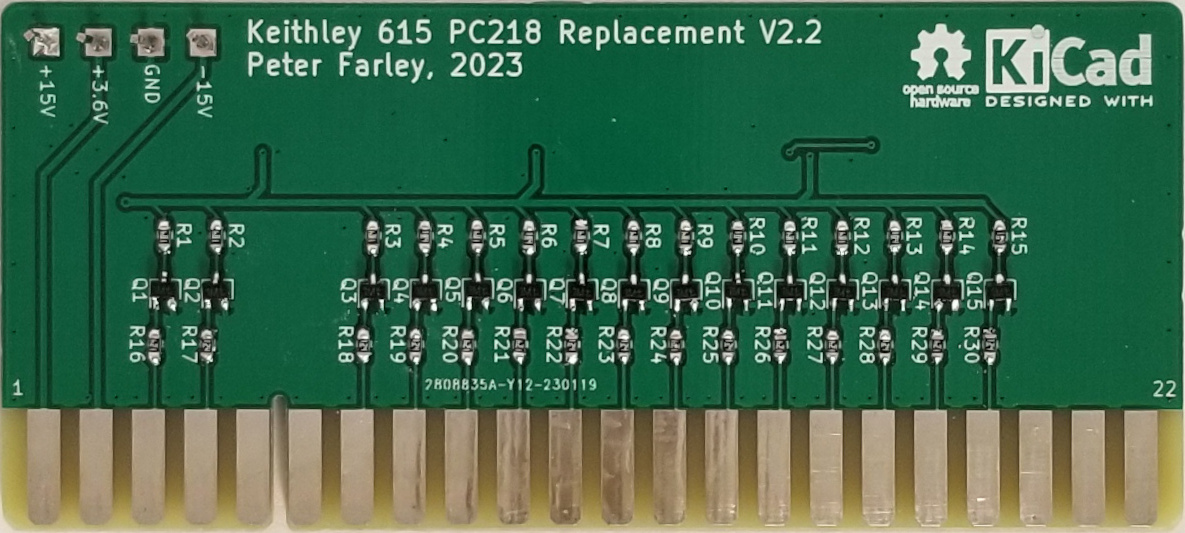 Keithley 615 PC218 Replacement V2.2
Peter Farley, 2023
open source
hardware
KiCad
DESIGNED WITH
+15V
+3.6V
GND
-15V
R1
R2
R3
R4
R5
R6
R7
R8
R9
R10
R11
R12
R13
R14
R15
Q1
Q2
Q3
Q4
Q5
Q6
Q7
Q8
Q9
Q10
Q11
Q12
Q13
Q14
Q15
R16
R17
R18
R19
R20
R21
R22
R23
R24
R25
R26
R27
R28
R29
R30
2808835A-Y12-230119
1
22